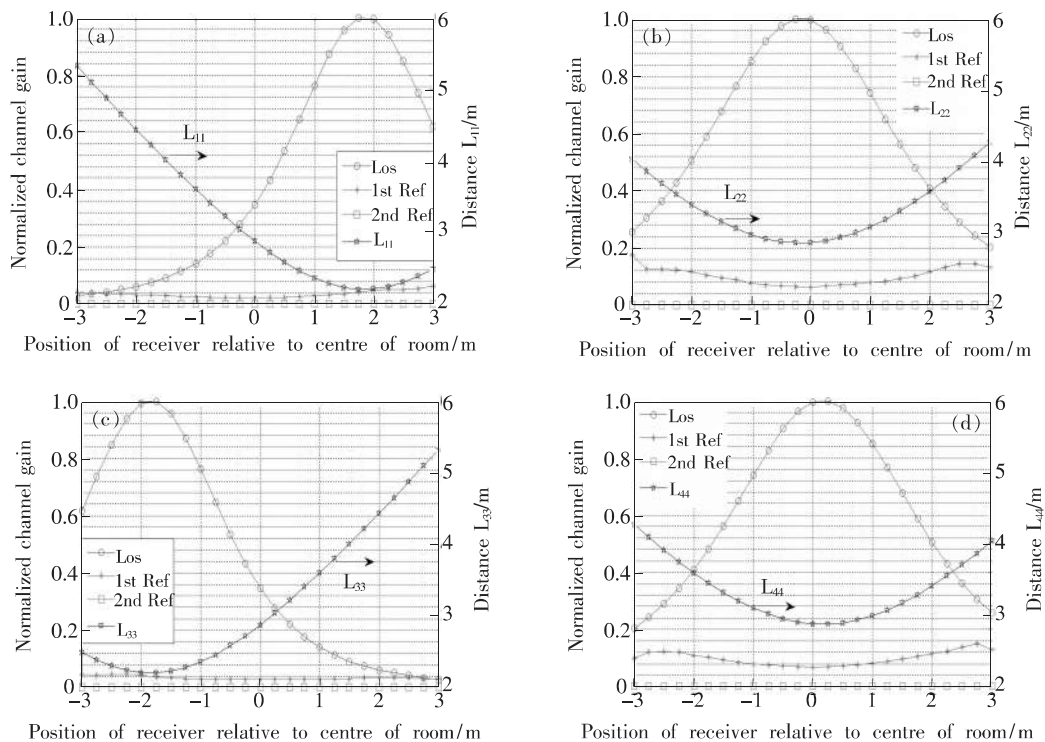 (a)
Normalized channel gain
1.0
0.8
0.6
0.4
0.2
0
6
5
4
3
2
Distance L11/m
L11
Los
1st Ref
2nd Ref
L11
−3 −2 −1 0 1 2 3
Position of receiver relative to centre of room/m
(b)
Normalized channel gain
1.0
0.8
0.6
0.4
0.2
0
6
5
4
3
2
Distance L22/m
Los
1st Ref
2nd Ref
L22
L22
−3 −2 −1 0 1 2 3
Position of receiver relative to centre of room/m
(c)
Normalized channel gain
1.0
0.8
0.6
0.4
0.2
0
6
5
4
3
2
Distance L33/m
Los
1st Ref
2nd Ref
L33
L33
−3 −2 −1 0 1 2 3
Position of receiver relative to centre of room/m
(d)
Normalized channel gain
1.0
0.8
0.6
0.4
0.2
0
6
5
4
3
2
Distance L44/m
Los
1st Ref
2nd Ref
L44
L44
−3 −2 −1 0 1 2 3
Position of receiver relative to centre of room/m